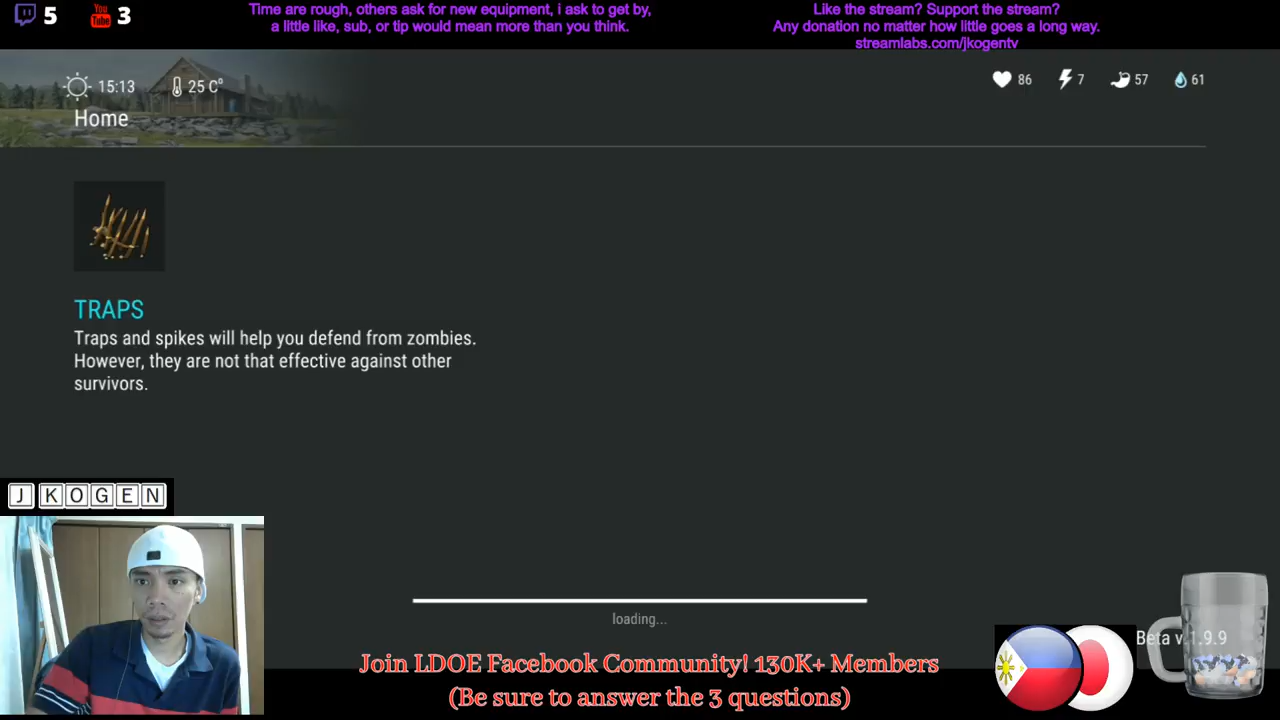 5
You
Tube
3
Time are rough, others ask for new equipment, i ask to get by,
a little like, sub, or tip would mean more than you think.
Like the stream? Support the stream?
Any donation no matter how little goes a long way.
streamlabs.com/jkogentv
15:13
25 C°
86
7
57
61
Home
TRAPS
Traps and spikes will help you defend from zombies.
However, they are not that effective against other
survivors.
JKOGEN
loading...
Join LDOE Facebook Community! 130K+ Members
(Be sure to answer the 3 questions)
Beta v.1.9.9